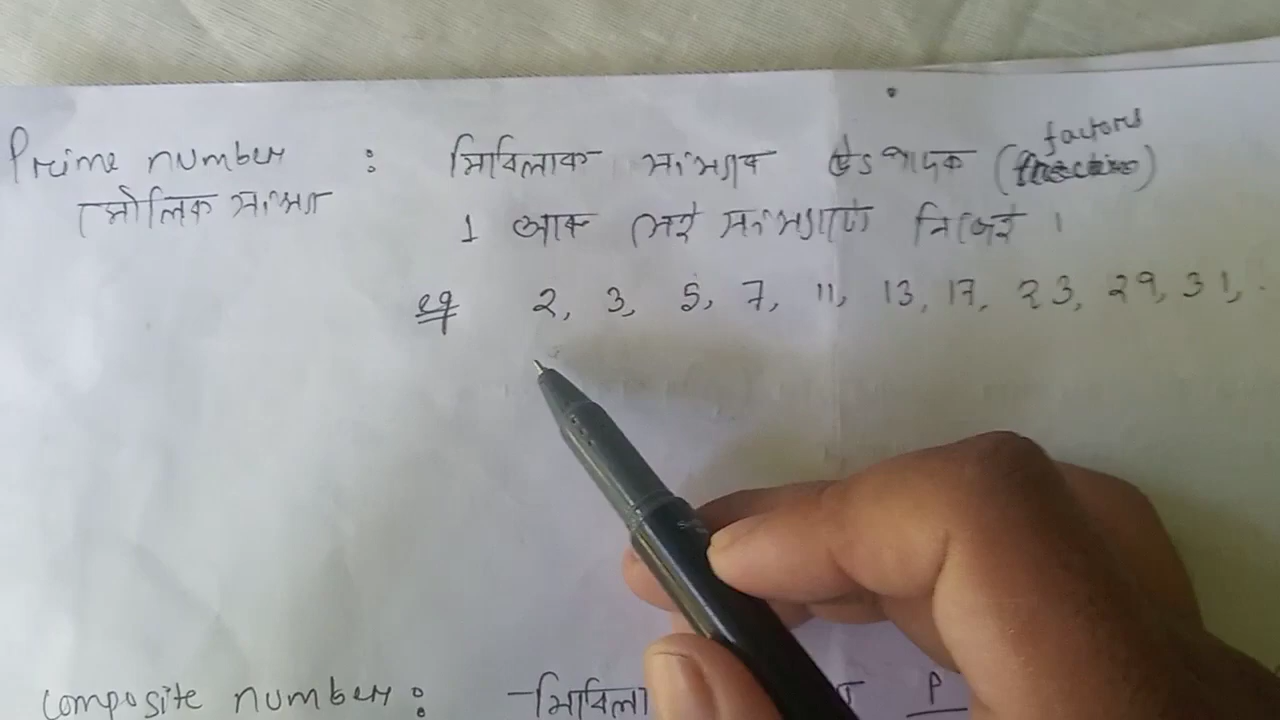 Prime number : যিবিলাক সংখ্যাৰ উৎপাদক (factors)
মৌলিক সংখ্যা
1 আৰু সেই সংখ্যাটো নিজেই ।
eg 2, 3, 5, 7, 11, 13, 17, 23, 29, 31,
Composite number : যিবিলা